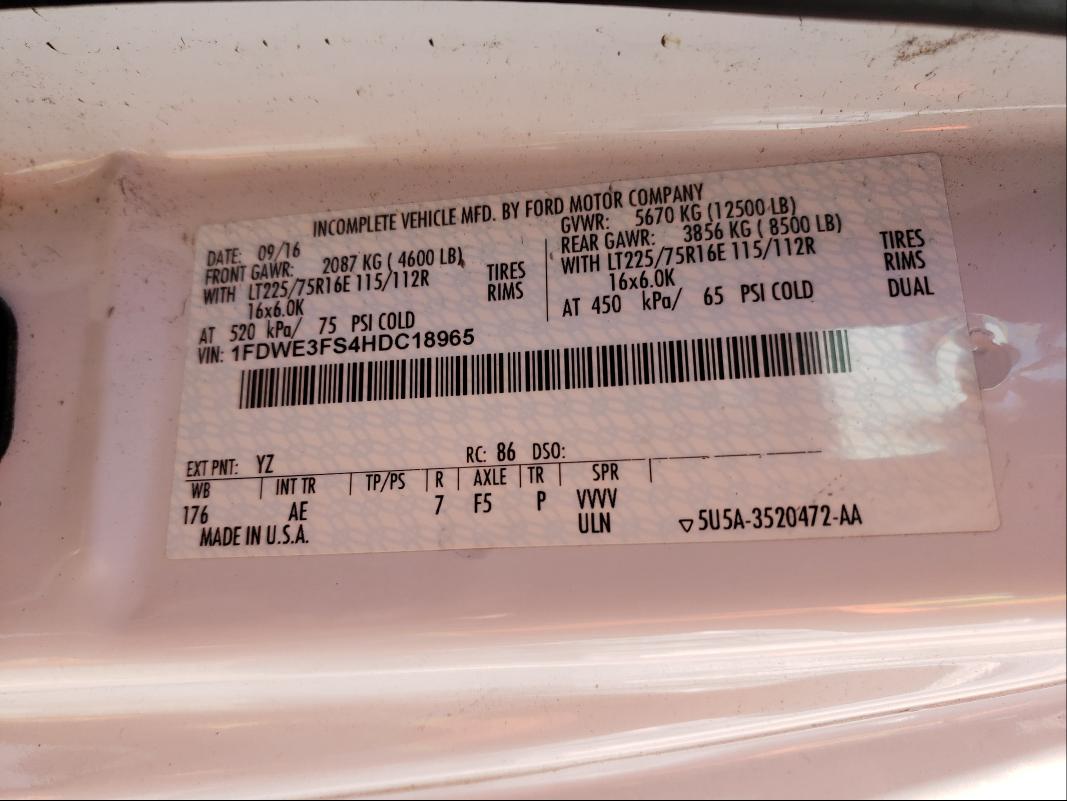 INCOMPLETE VEHICLE MFD. BY FORD MOTOR COMPANY
DATE: 09/16
FRONT GAWR: 2087 KG ( 4600 LB)
WITH LT225/75R16E 115/112R TIRES
16x6.0K RIMS
AT 520 kPa/ 75 PSI COLD
GVWR: 5670 KG (12500 LB)
REAR GAWR: 3856 KG ( 8500 LB)
WITH LT225/75R16E 115/112R TIRES
16x6.0K RIMS
AT 450 kPa/ 65 PSI COLD DUAL
VIN: 1FDWE3FS4HDC18965
EXT PNT: YZ RC: 86 DSO:
WB INT TR TP/PS R AXLE TR SPR
176 AE 7 F5 P VVVV
ULN
MADE IN U.S.A.
▽5U5A-3520472-AA